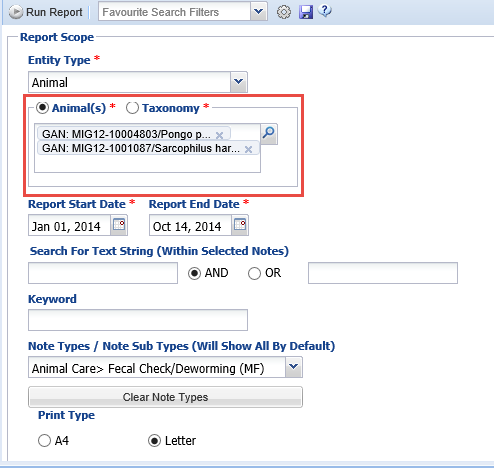 Run Report Favourite Search Filters
Report Scope
Entity Type *
Animal
Animal(s) * Taxonomy *
GAN: MIG12-10004803/Pongo p...
GAN: MIG12-1001087/Sarcophilus har...
Report Start Date * Report End Date *
Jan 01, 2014 Oct 14, 2014
Search For Text String (Within Selected Notes)
AND OR
Keyword
Note Types / Note Sub Types (Will Show All By Default)
Animal Care> Fecal Check/Deworming (MF)
Clear Note Types
Print Type
A4 Letter